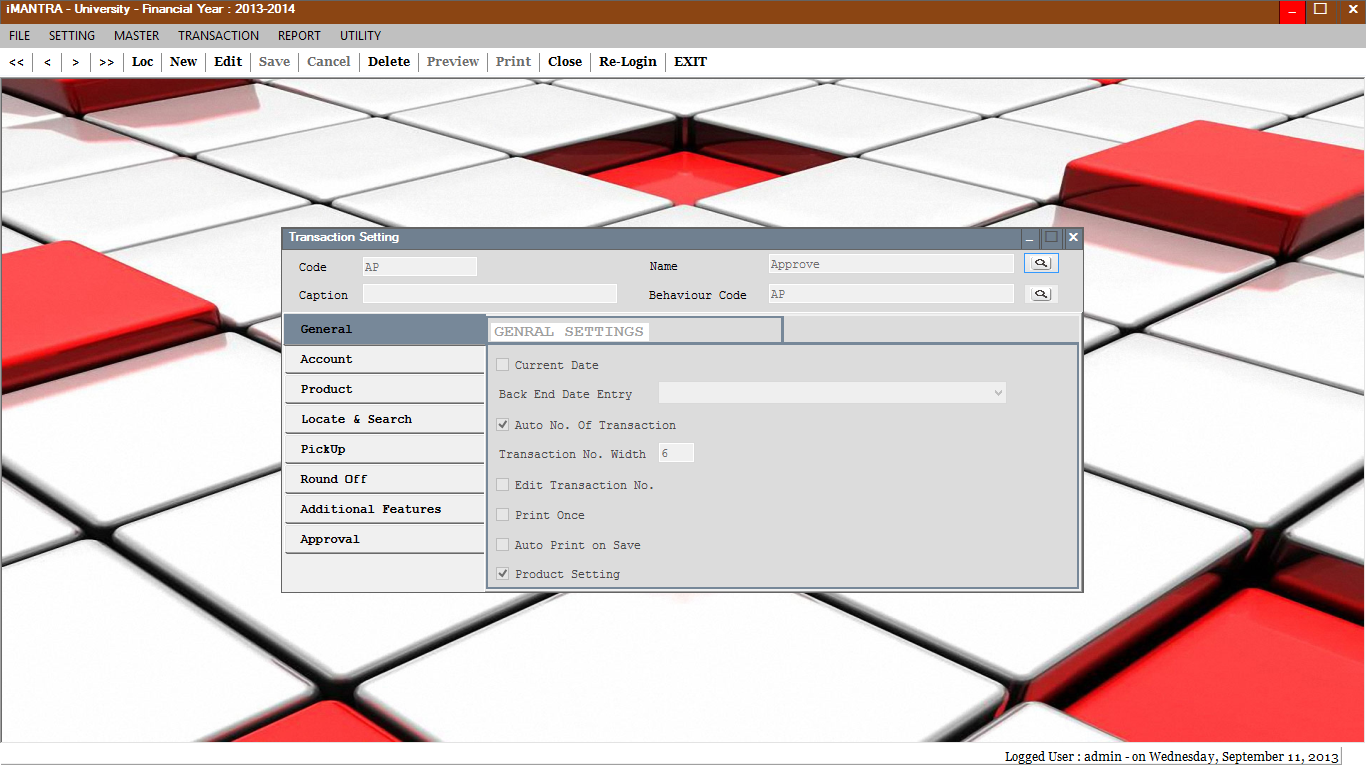 iMANTRA - University - Financial Year : 2013-2014
FILE SETTING MASTER TRANSACTION REPORT UTILITY
<< < > >> Loc New Edit Save Cancel Delete Preview Print Close Re-Login EXIT
Transaction Setting
Code AP Name Approve
Caption Behaviour Code AP
General
Account
Product
Locate & Search
PickUp
Round Off
Additional Features
Approval
GENRAL SETTINGS
Current Date
Back End Date Entry
Auto No. Of Transaction
Transaction No. Width 6
Edit Transaction No.
Print Once
Auto Print on Save
Product Setting
Logged User : admin - on Wednesday, September 11, 2013